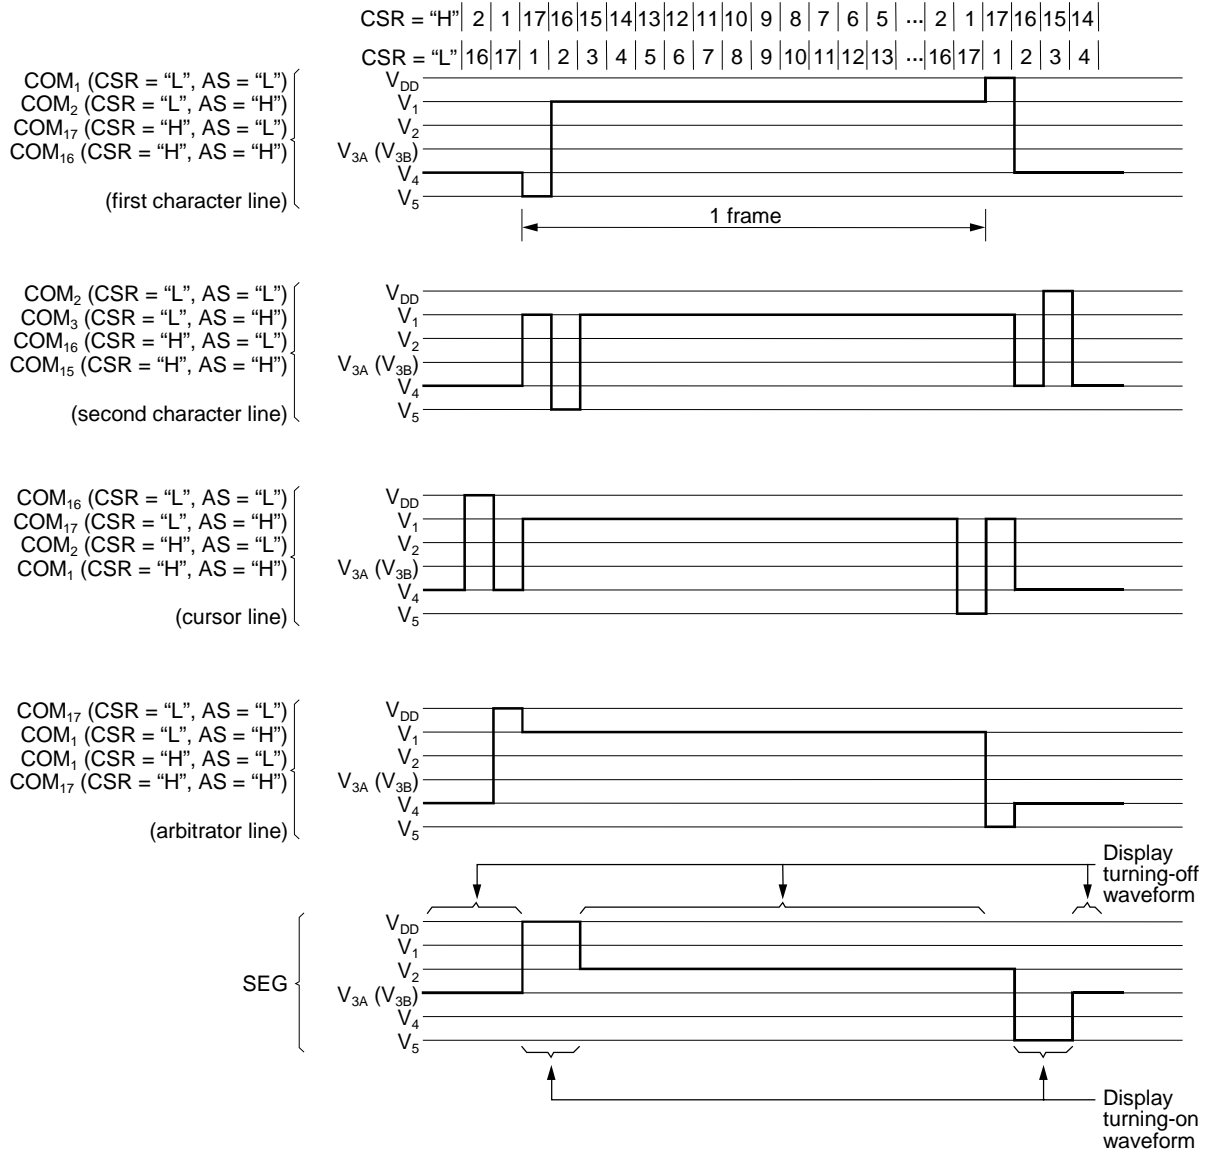 CSR = “H” 2 1 17 16 15 14 13 12 11 10 9 8 7 6 5 ... 2 1 17 16 15 14
CSR = “L” 16 17 1 2 3 4 5 6 7 8 9 10 11 12 13 ... 16 17 1 2 3 4
COM1 (CSR = “L”, AS = “L”)
COM2 (CSR = “L”, AS = “H”)
COM17 (CSR = “H”, AS = “L”)
COM16 (CSR = “H”, AS = “H”)
(first character line)
VDD
V1
V2
V3A (V3B)
V4
V5
1 frame
COM2 (CSR = “L”, AS = “L”)
COM3 (CSR = “L”, AS = “H”)
COM16 (CSR = “H”, AS = “L”)
COM15 (CSR = “H”, AS = “H”)
(second character line)
VDD
V1
V2
V3A (V3B)
V4
V5
COM16 (CSR = “L”, AS = “L”)
COM17 (CSR = “L”, AS = “H”)
COM2 (CSR = “H”, AS = “L”)
COM1 (CSR = “H”, AS = “H”)
(cursor line)
VDD
V1
V2
V3A (V3B)
V4
V5
COM17 (CSR = “L”, AS = “L”)
COM1 (CSR = “L”, AS = “H”)
COM1 (CSR = “H”, AS = “L”)
COM17 (CSR = “H”, AS = “H”)
(arbitrator line)
VDD
V1
V2
V3A (V3B)
V4
V5
Display
turning-off
waveform
SEG
VDD
V1
V2
V3A (V3B)
V4
V5
Display
turning-on
waveform